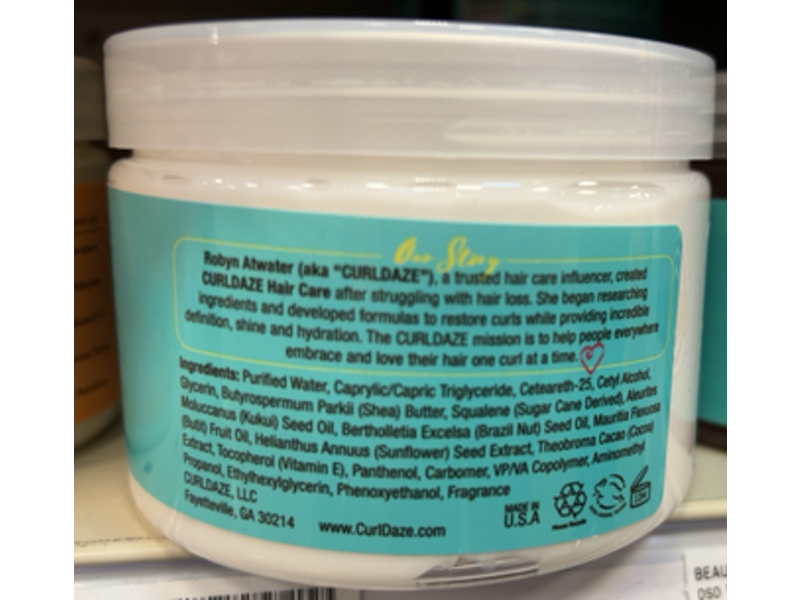 Our Story
Robyn Atwater (aka "CURLDAZE"), a trusted hair care influencer, created
CURLDAZE Hair Care after struggling with hair loss. She began researching
ingredients and developed formulas to restore curls while providing incredible
definition, shine and hydration. The CURLDAZE mission is to help people everywhere
embrace and love their hair one curl at a time.
Ingredients: Purified Water, Caprylic/Capric Triglyceride, Ceteareth-25, Cetyl Alcohol,
Glycerin, Butyrospermum Parkii (Shea) Butter, Squalene (Sugar Cane Derived), Aleurites
Moluccanus (Kukui) Seed Oil, Bertholletia Excelsa (Brazil Nut) Seed Oil, Mauritia Flexuosa
(Butit) Fruit Oil, Helianthus Annuus (Sunflower) Seed Extract, Theobroma Cacao (Cocoa)
Extract, Tocopherol (Vitamin E), Panthenol, Carbomer, VP/VA Copolymer, Aminomethyl
Propanol, Ethylhexylglycerin, Phenoxyethanol, Fragrance
CURLDAZE, LLC
Fayetteville, GA 30214
www.CurlDaze.com
MADE IN
U.S.A
Please Recycle
12M
BEAU
DSD